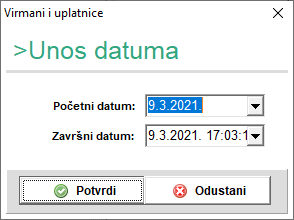 Virmani i uplatnice
>Unos datuma
Početni datum: 9.3.2021.
Završni datum: 9.3.2021. 17:03:1
Potvrdi Odustani